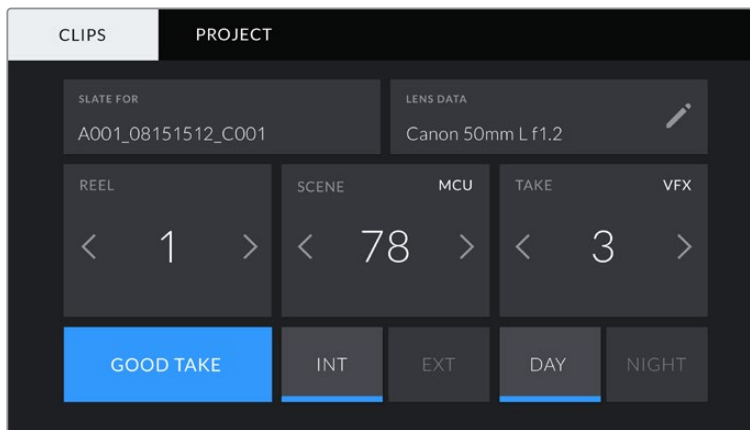 CLIPS PROJECT
SLATE FOR
A001_08151512_C001
LENS DATA
Canon 50mm L f1.2
REEL
1
SCENE MCU
78
TAKE VFX
3
GOOD TAKE
INT
EXT
DAY
NIGHT